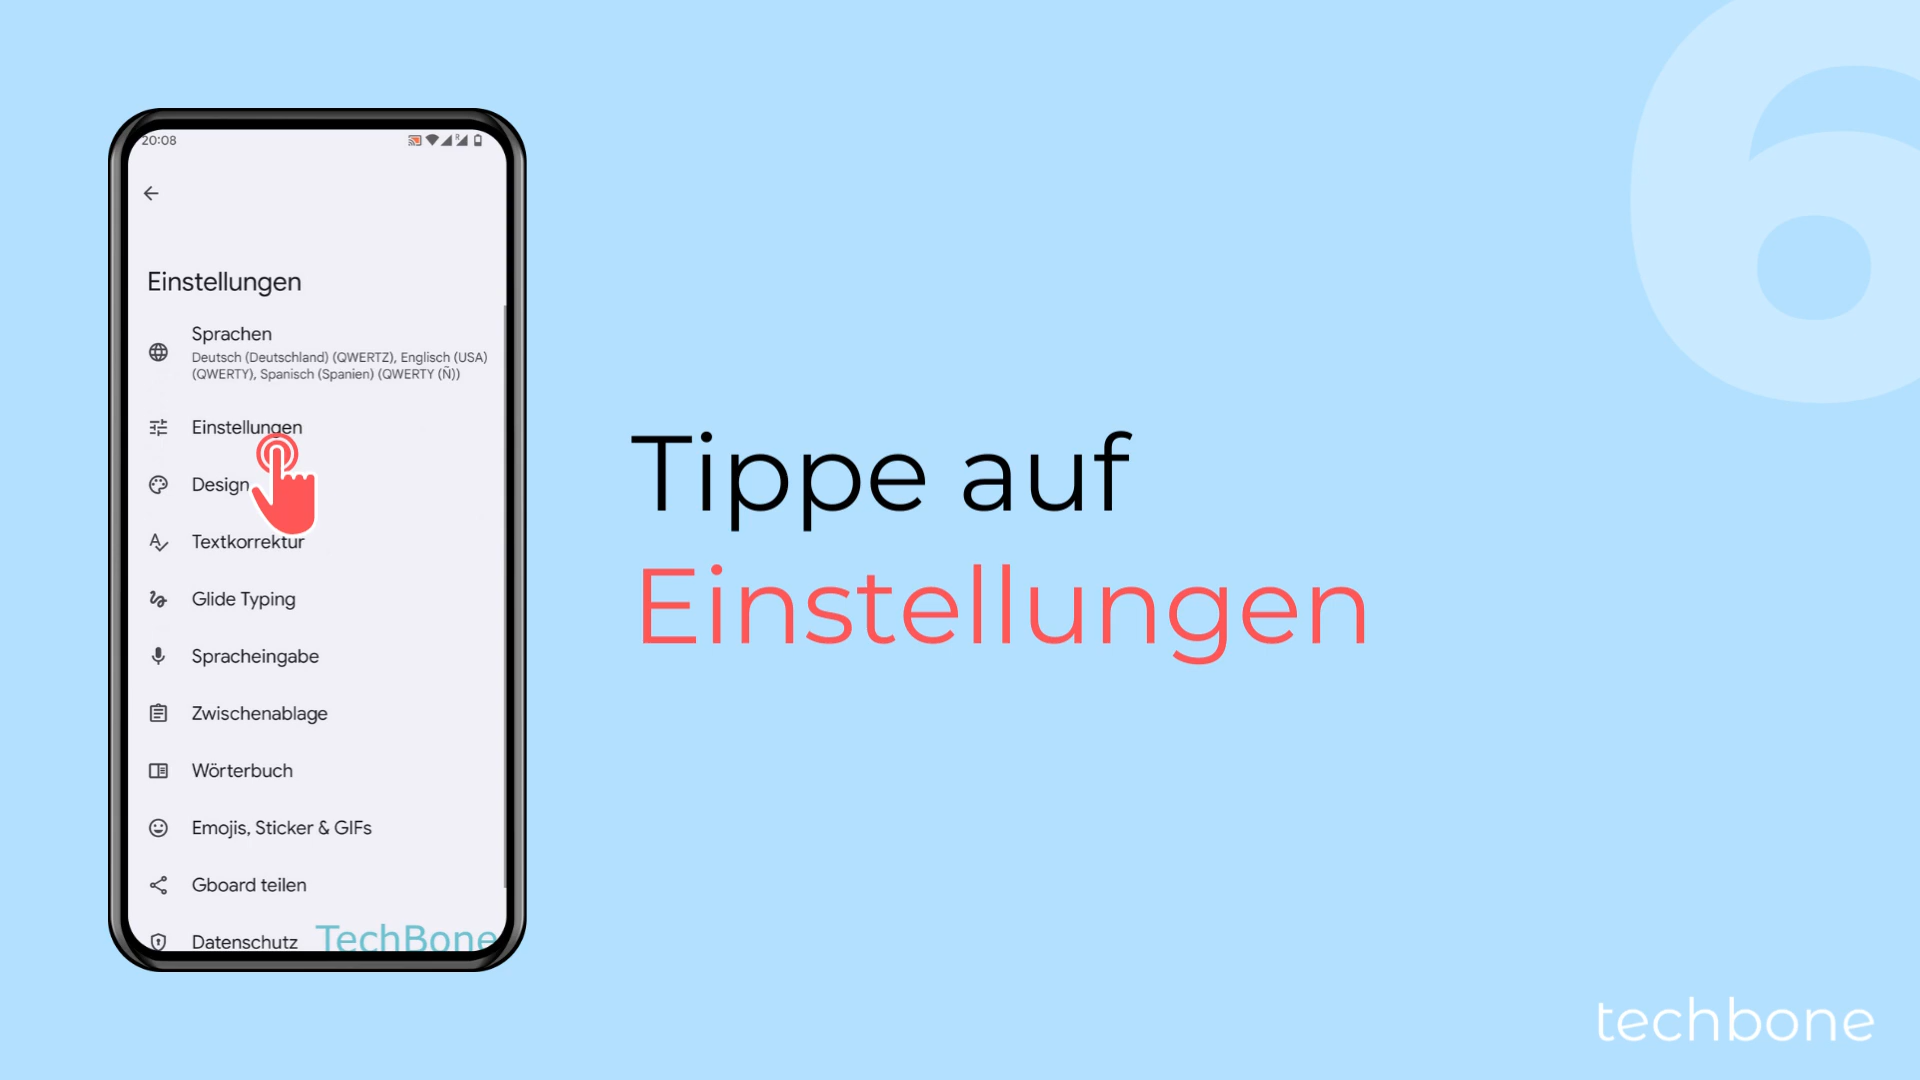 6
20:08
R
Einstellungen
Sprachen
Deutsch (Deutschland) (QWERTZ), Englisch (USA)
(QWERTY), Spanisch (Spanien) (QWERTY (Ñ))
Einstellungen
Design
Textkorrektur
Glide Typing
Spracheingabe
Zwischenablage
Wörterbuch
Emojis, Sticker & GIFs
Gboard teilen
Datenschutz
TechBone
Tippe auf
Einstellungen
techbone